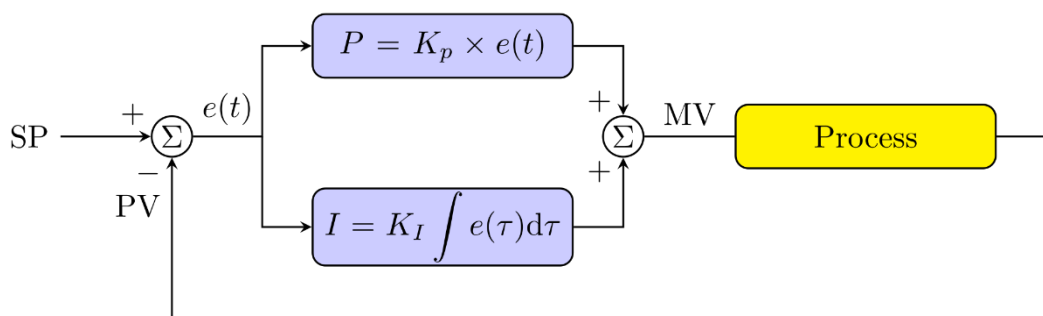 P = K_p × e(t)
+ e(t) + MV
SP Σ Σ Process
− +
PV
I = K_I ∫ e(τ)dτ